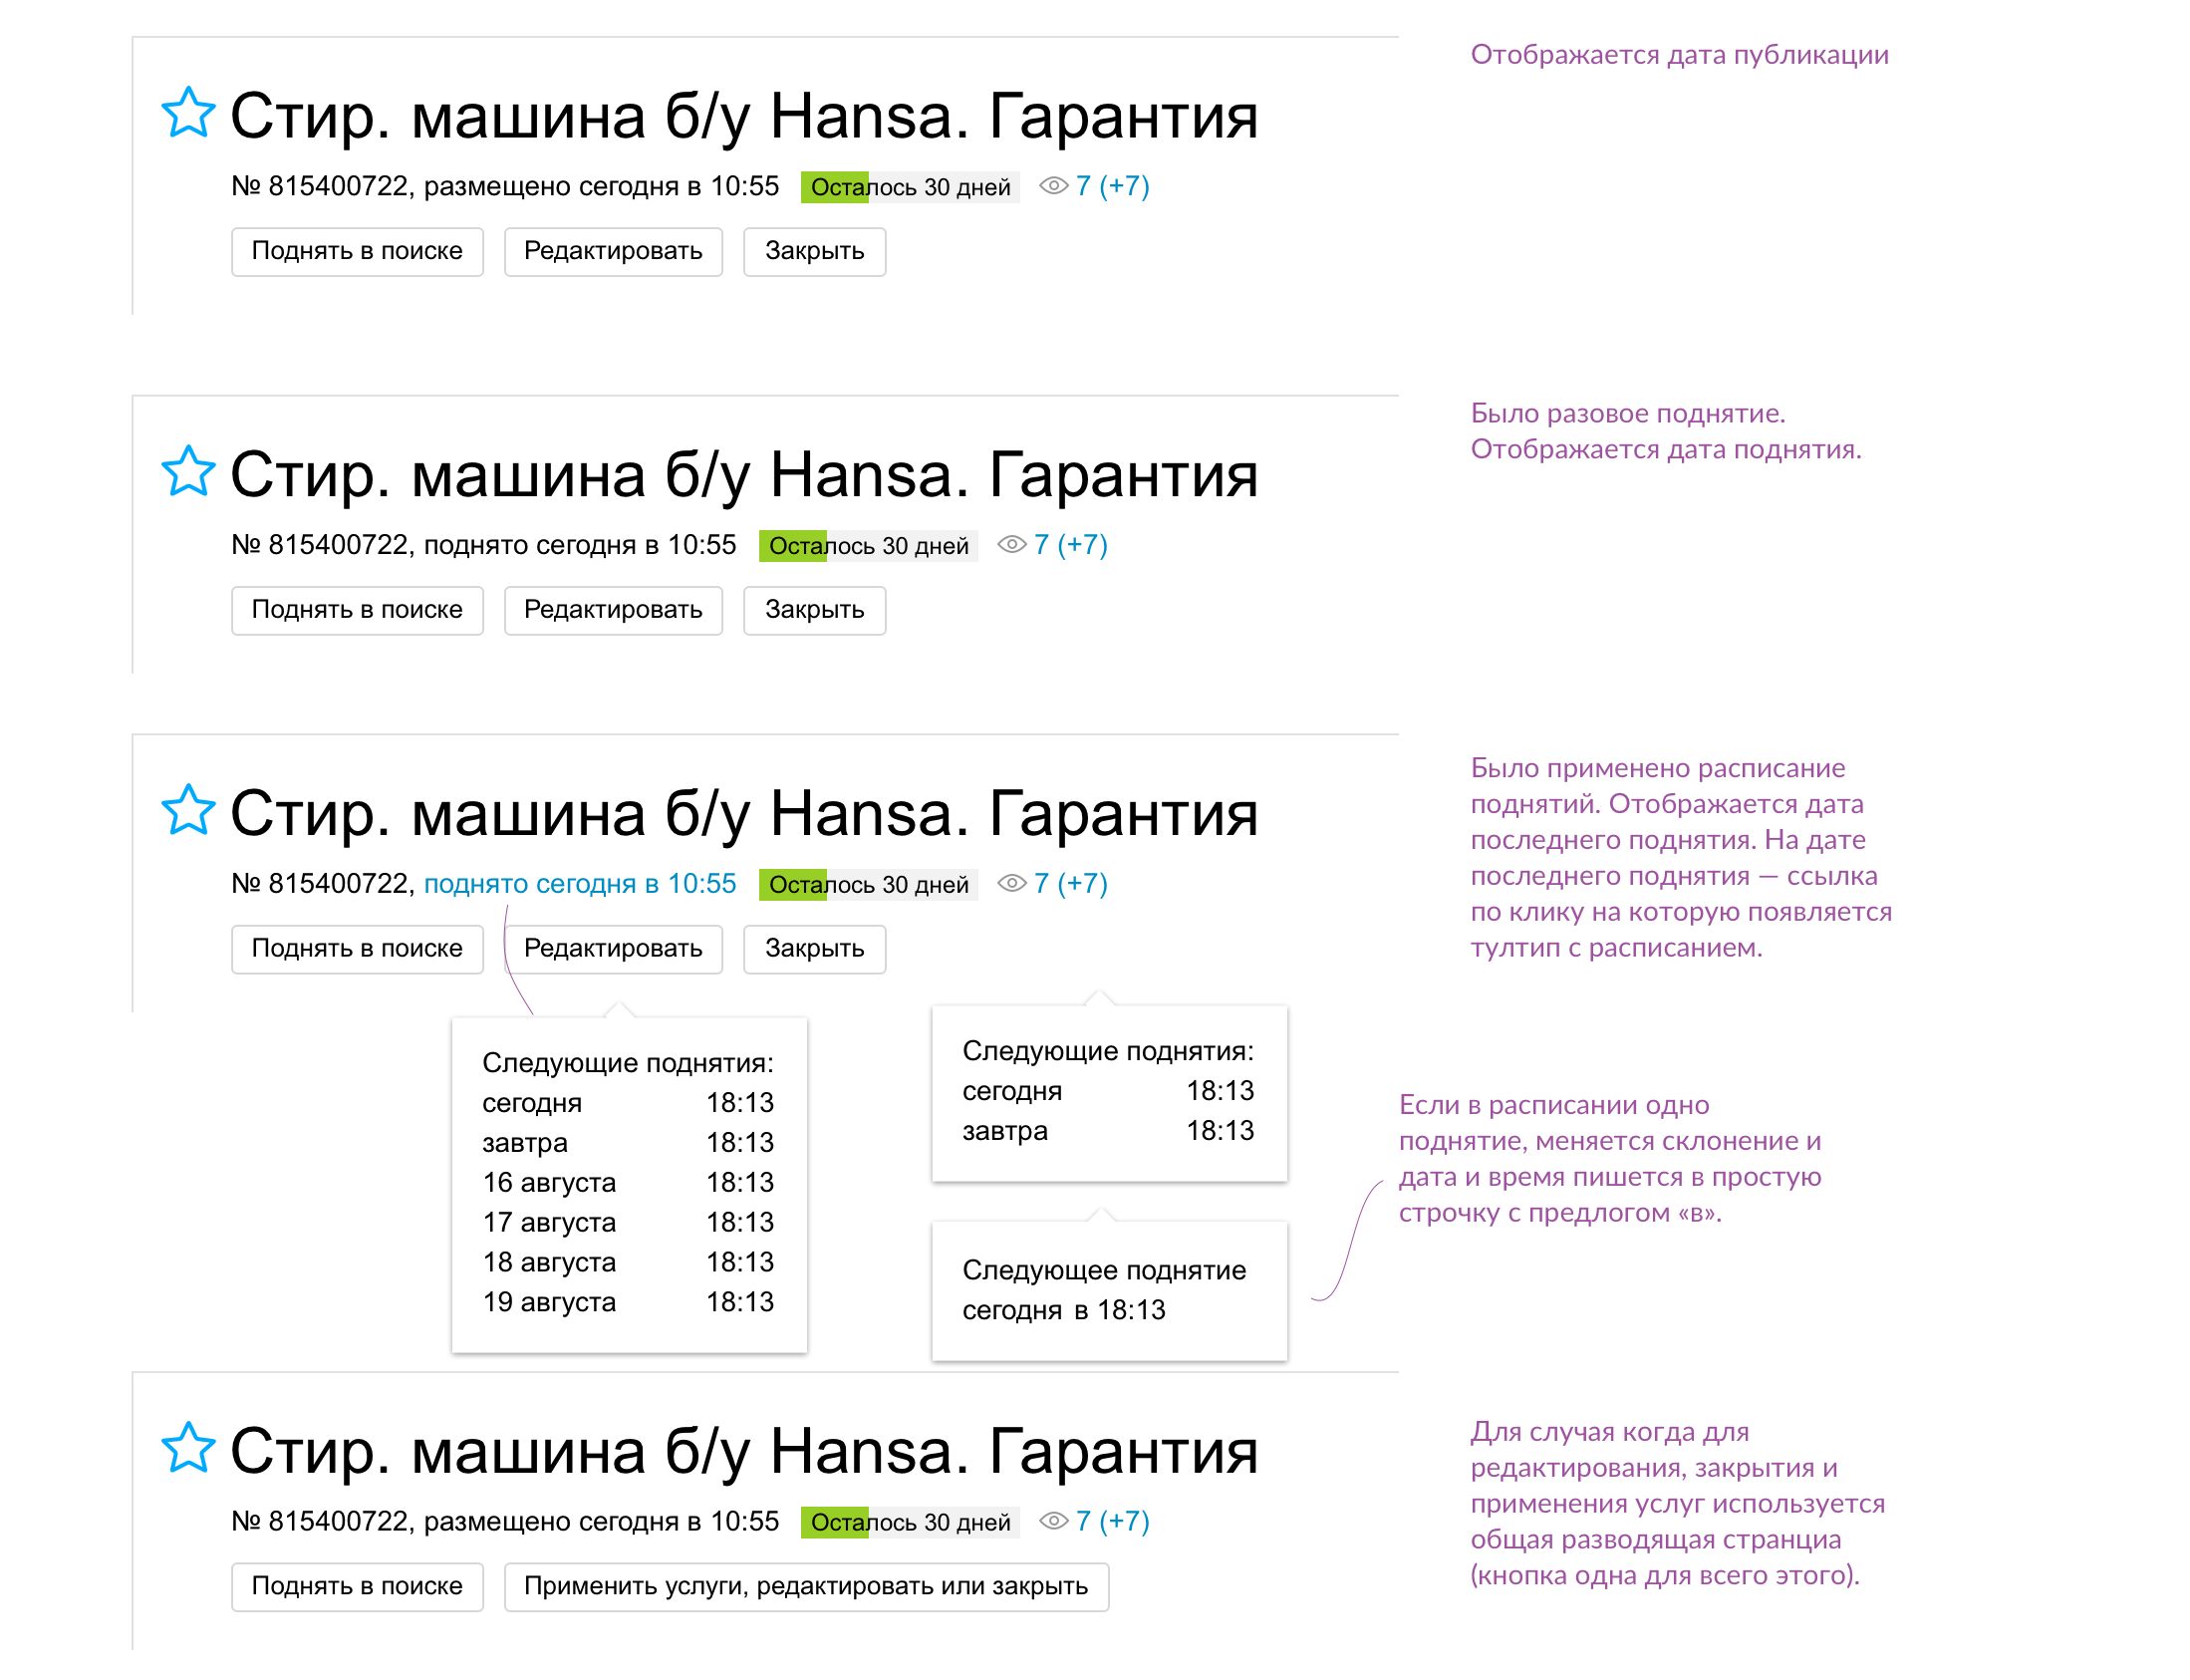 Отображается дата публикации
Стир. машина б/у Hansa. Гарантия
№ 815400722, размещено сегодня в 10:55 Осталось 30 дней 7 (+7)
Поднять в поиске Редактировать Закрыть
Было разовое поднятие.
Отображается дата поднятия.
Стир. машина б/у Hansa. Гарантия
№ 815400722, поднято сегодня в 10:55 Осталось 30 дней 7 (+7)
Поднять в поиске Редактировать Закрыть
Было применено расписание
поднятий. Отображается дата
последнего поднятия. На дате
последнего поднятия — ссылка
по клику на которую появляется
тултип с расписанием.
Стир. машина б/у Hansa. Гарантия
№ 815400722, поднято сегодня в 10:55 Осталось 30 дней 7 (+7)
Поднять в поиске Редактировать Закрыть
Следующие поднятия:
сегодня 18:13
завтра 18:13
16 августа 18:13
17 августа 18:13
18 августа 18:13
19 августа 18:13
Следующие поднятия:
сегодня 18:13
завтра 18:13
Следующее поднятие
сегодня в 18:13
Если в расписании одно
поднятие, меняется склонение и
дата и время пишется в простую
строчку с предлогом «в».
Стир. машина б/у Hansa. Гарантия
№ 815400722, размещено сегодня в 10:55 Осталось 30 дней 7 (+7)
Поднять в поиске Применить услуги, редактировать или закрыть
Для случая когда для
редактирования, закрытия и
применения услуг используется
общая разводящая странциа
(кнопка одна для всего этого).